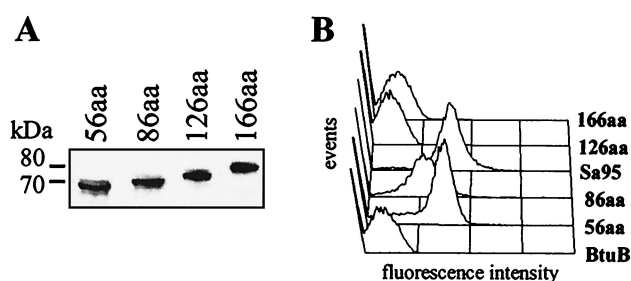 A
56aa
86aa
126aa
166aa
kDa
80
70
B
events
166aa
126aa
Sa95
86aa
56aa
BtuB
fluorescence intensity